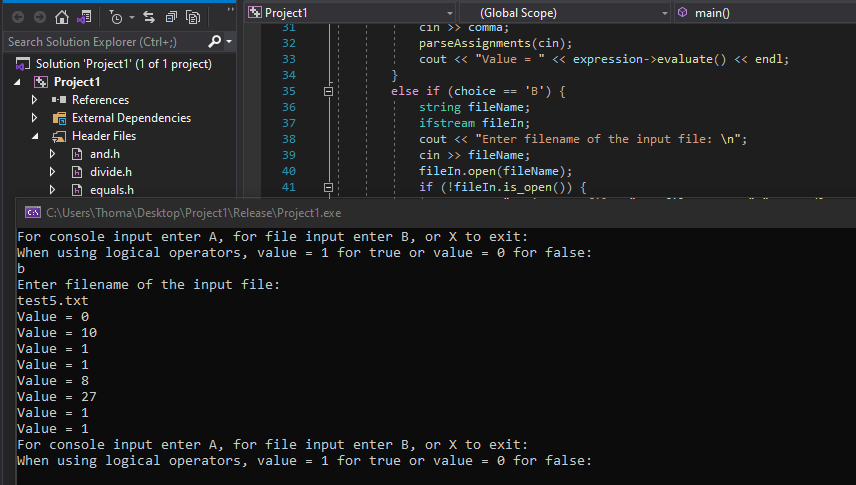 Project1
(Global Scope)
main()
Search Solution Explorer (Ctrl+;)
Solution 'Project1' (1 of 1 project)
Project1
References
External Dependencies
Header Files
and.h
divide.h
equals.h
31 cin >> comma;
32 parseAssignments(cin);
33 cout << "Value = " << expression->evaluate() << endl;
34 }
35 else if (choice == 'B') {
36 string fileName;
37 ifstream fileIn;
38 cout << "Enter filename of the input file: \n";
39 cin >> fileName;
40 fileIn.open(fileName);
41 if (!fileIn.is_open()) {
C:\Users\Thoma\Desktop\Project1\Release\Project1.exe
For console input enter A, for file input enter B, or X to exit:
When using logical operators, value = 1 for true or value = 0 for false:
b
Enter filename of the input file:
test5.txt
Value = 0
Value = 10
Value = 1
Value = 1
Value = 8
Value = 27
Value = 1
Value = 1
For console input enter A, for file input enter B, or X to exit:
When using logical operators, value = 1 for true or value = 0 for false: